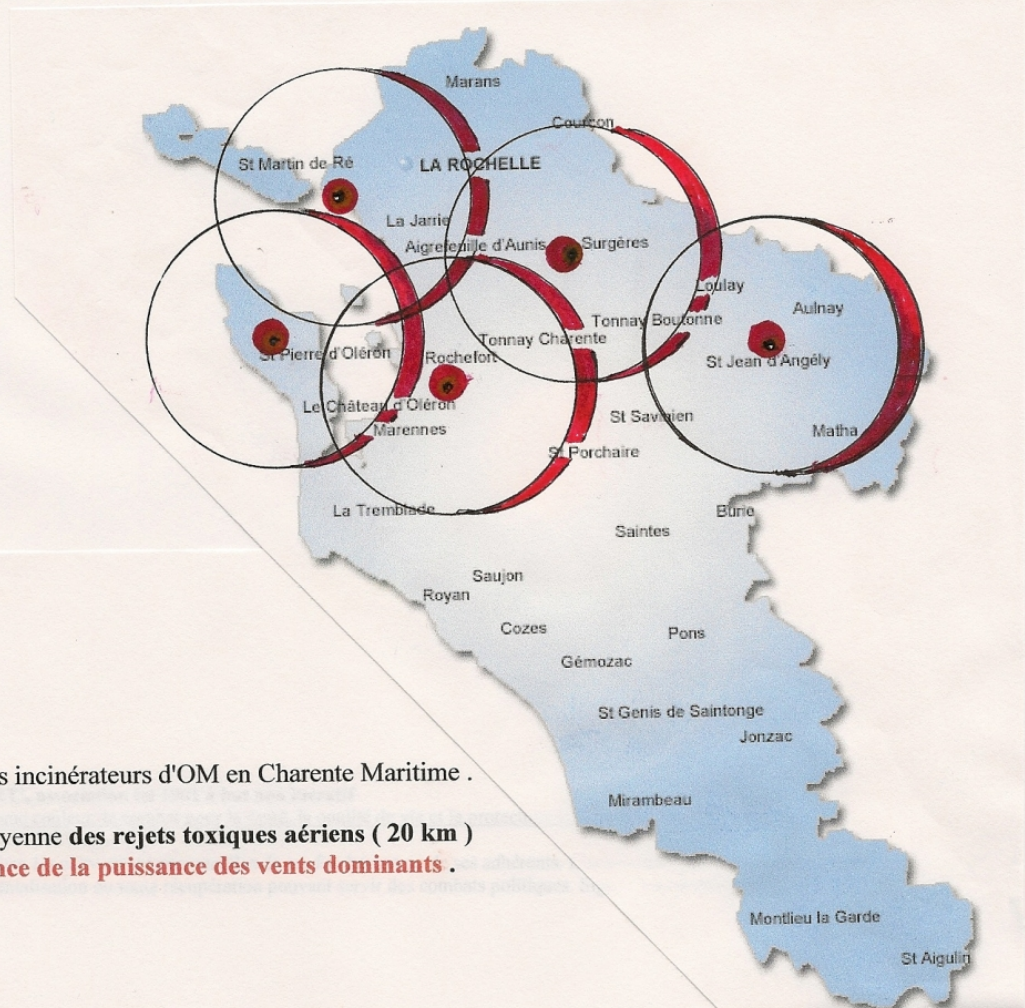 Marans
Courçon
St Martin de Ré
LA ROCHELLE
La Jarrie
Aigrefeuille d'Aunis
Surgères
Loulay
Aulnay
Tonnay Boutonne
Tonnay Charente
St Pierre d'Oléron
Rochefort
St Jean d'Angély
Le Château d'Oléron
St Savinien
Marennes
Matha
St Porchaire
La Tremblade
Burie
Saintes
Saujon
Royan
Cozes
Pons
Gémozac
St Genis de Saintonge
Jonzac
s incinérateurs d'OM en Charente Maritime .
Mirambeau
yenne des rejets toxiques aériens ( 20 km )
nce de la puissance des vents dominants .
Montlieu la Garde
St Aigulin